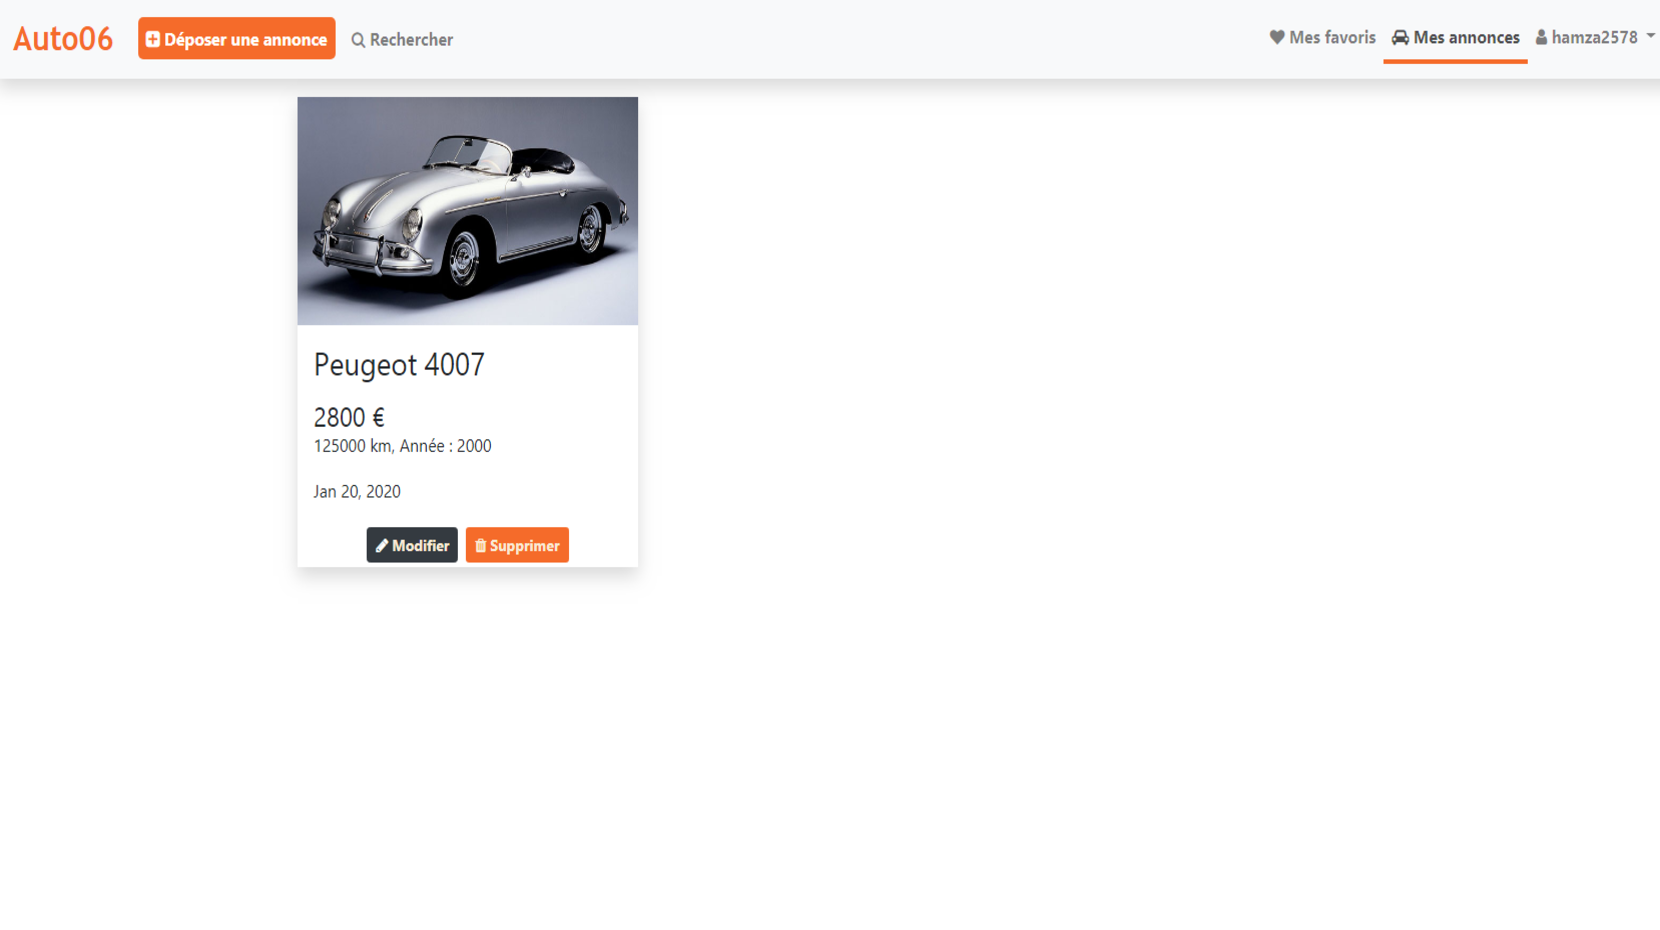 Auto06
Déposer une annonce
Rechercher
Mes favoris
Mes annonces
hamza2578
Peugeot 4007
2800 €
125000 km, Année : 2000
Jan 20, 2020
Modifier
Supprimer